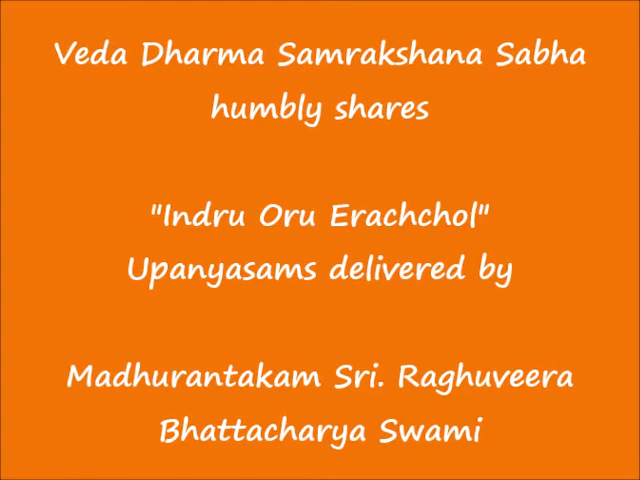 Veda Dharma Samrakshana Sabha
humbly shares
"Indru Oru Erachchol"
Upanyasams delivered by
Madhurantakam Sri. Raghuveera
Bhattacharya Swami